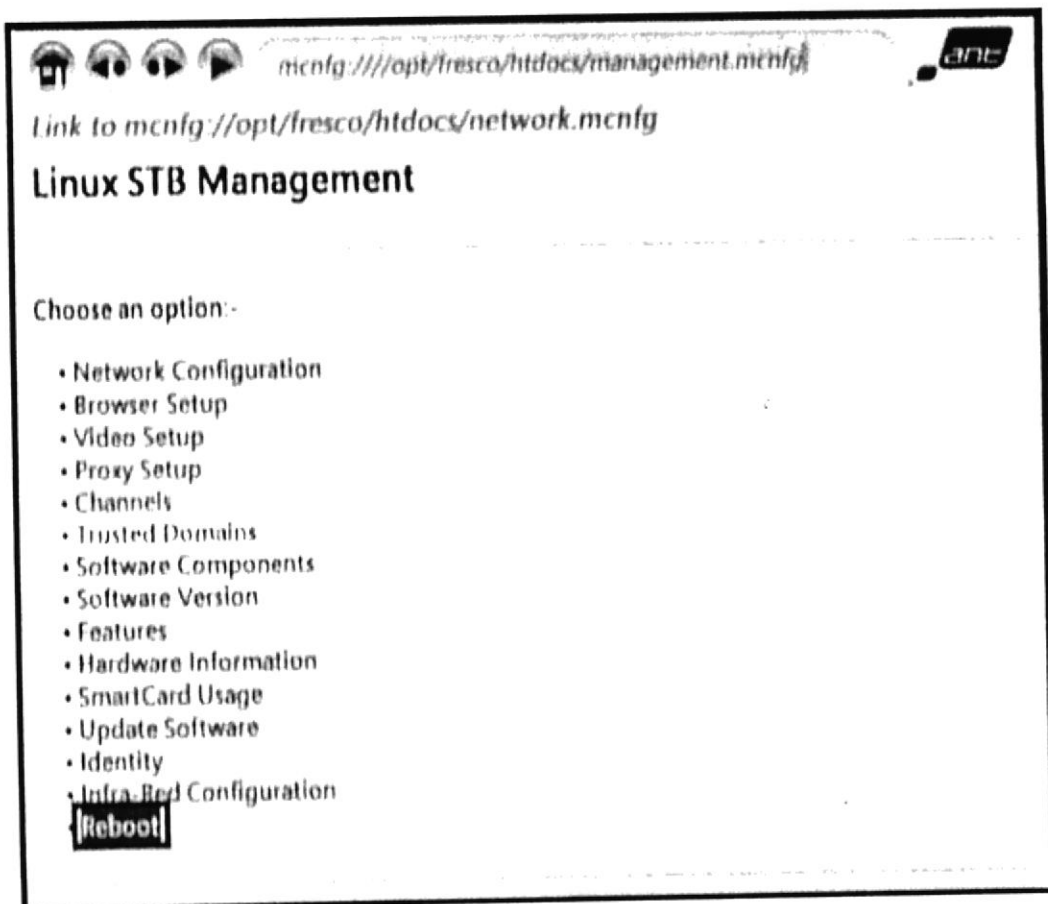 mcnfg:////opt/fresco/htdocs/management.mcnfg
ant
Link to mcnfg://opt/fresco/htdocs/network.mcnfg
Linux STB Management
Choose an option:-
• Network Configuration
• Browser Setup
• Video Setup
• Proxy Setup
• Channels
• Trusted Domains
• Software Components
• Software Version
• Features
• Hardware Information
• SmartCard Usage
• Update Software
• Identity
• Infra-Red Configuration
• Reboot